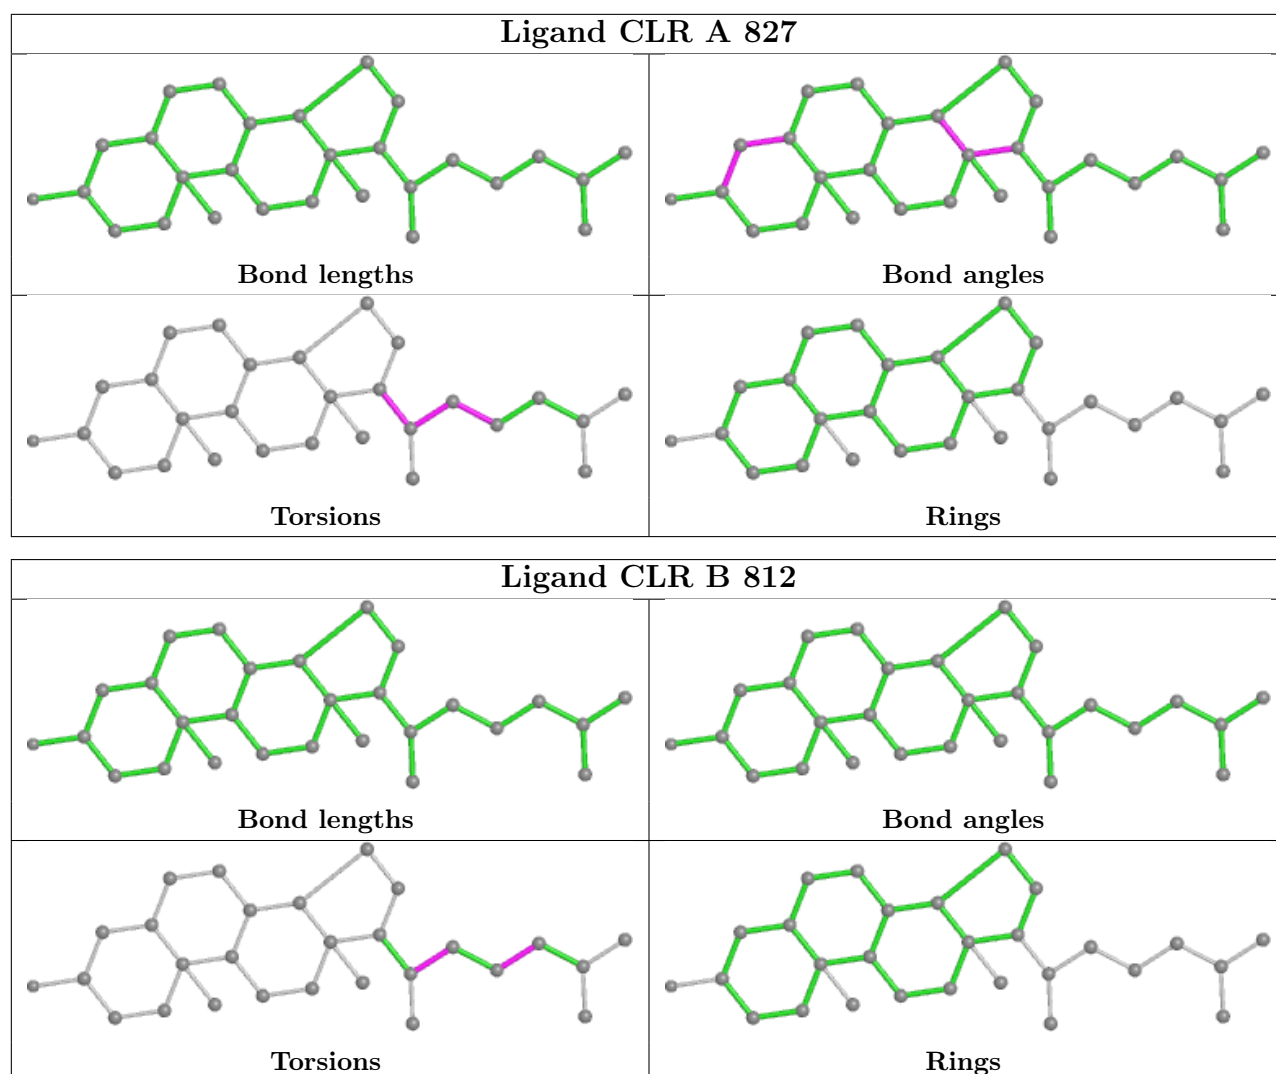 Ligand CLR A 827
Bond lengths
Bond angles
Torsions
Rings
Ligand CLR B 812
Bond lengths
Bond angles
Torsions
Rings